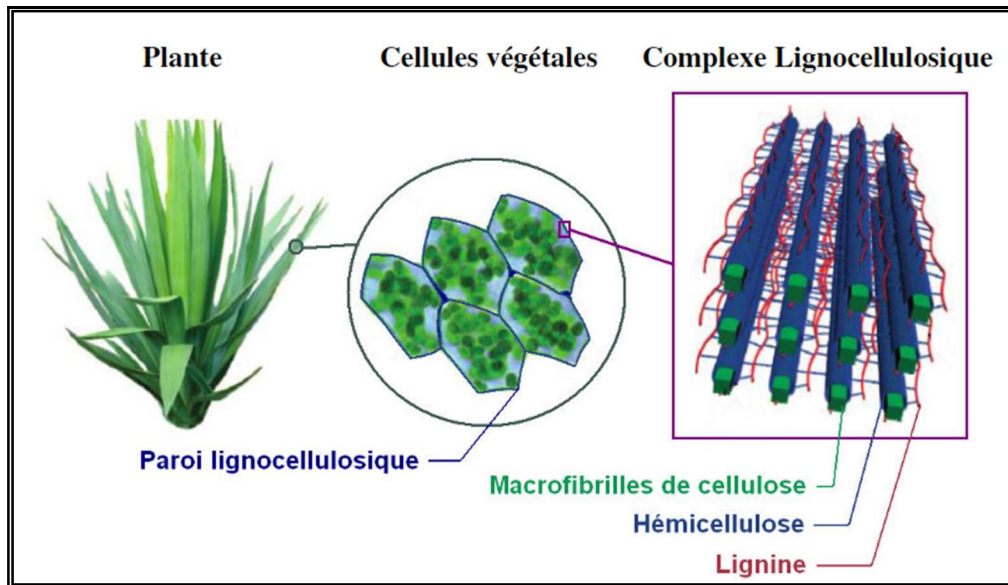 Plante
Cellules végétales
Complexe Lignocellulosique
Paroi lignocellulosique
Macrofibrilles de cellulose
Hémicellulose
Lignine